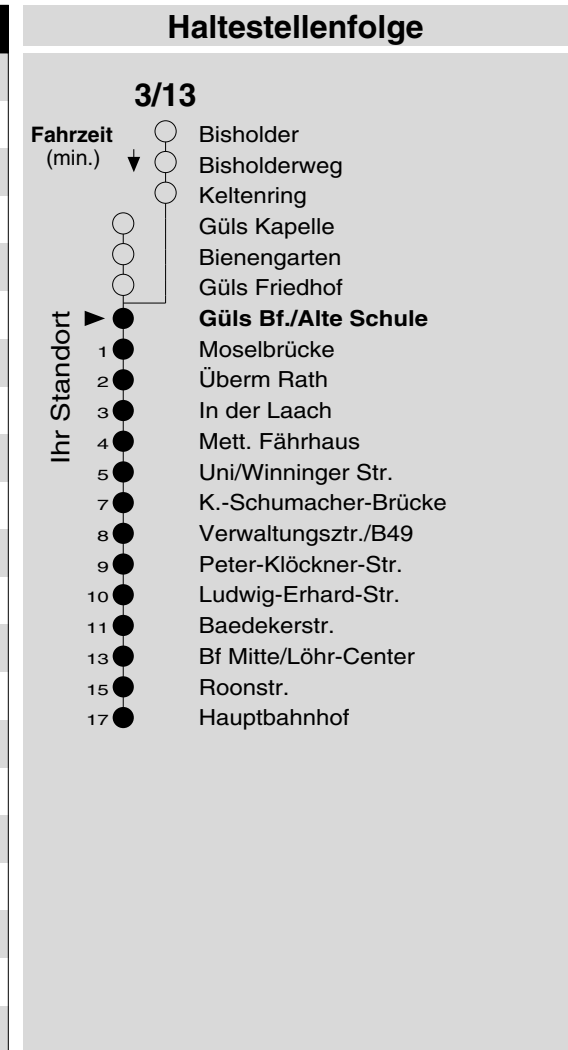 Haltestellenfolge
3/13
Fahrzeit
(min.)
Bisholder
Bisholderweg
Keltenring
Güls Kapelle
Bienengarten
Güls Friedhof
Ihr Standort
Güls Bf./Alte Schule
1 Moselbrücke
2 Überm Rath
3 In der Laach
4 Mett. Fährhaus
5 Uni/Winninger Str.
7 K.-Schumacher-Brücke
8 Verwaltungsztr./B49
9 Peter-Klöckner-Str.
10 Ludwig-Erhard-Str.
11 Baedekerstr.
13 Bf Mitte/Löhr-Center
15 Roonstr.
17 Hauptbahnhof